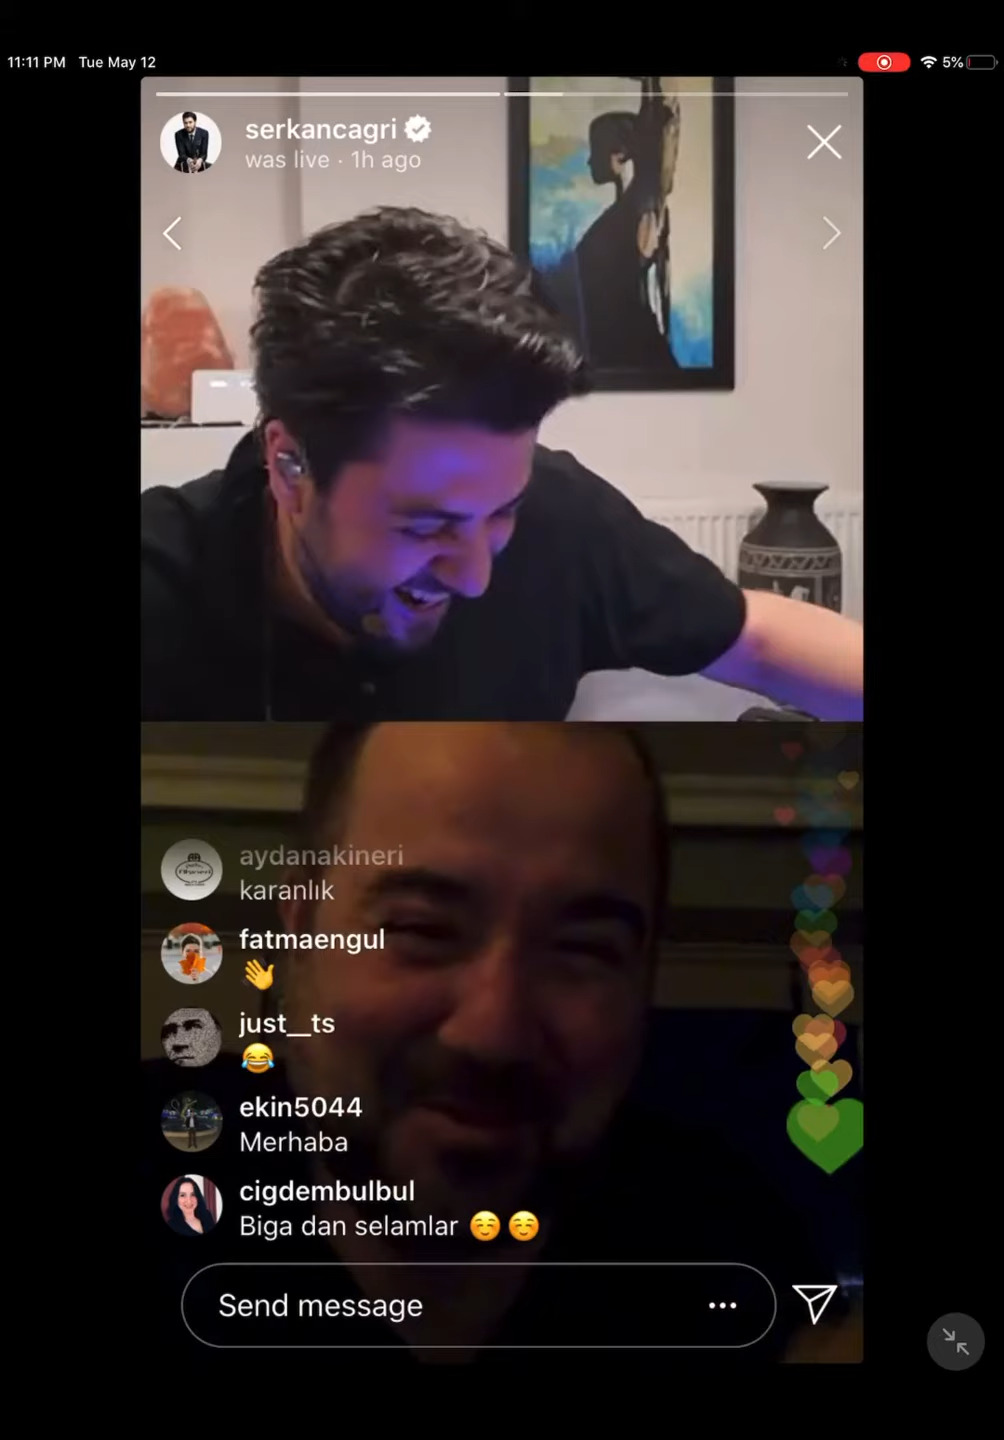 11:11 PM Tue May 12
5%
serkancagri
was live · 1h ago
aydanakineri
karanlık
fatmaengul
👋
just__ts
😂
ekin5044
Merhaba
cigdembulbul
Biga dan selamlar ☺️☺️
Send message